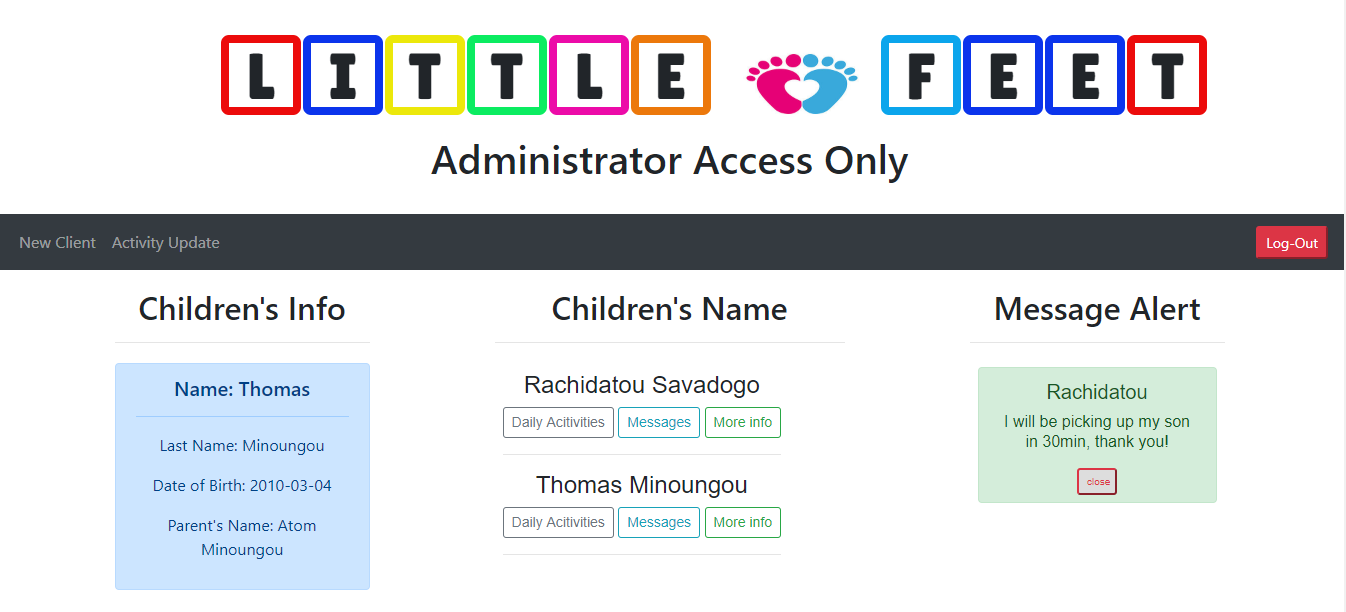 LITTLE FEET
Administrator Access Only
New Client Activity Update Log-Out
Children's Info
Name: Thomas
Last Name: Minoungou
Date of Birth: 2010-03-04
Parent's Name: Atom
Minoungou
Children's Name
Rachidatou Savadogo
Daily Acitivities Messages More info
Thomas Minoungou
Daily Acitivities Messages More info
Message Alert
Rachidatou
I will be picking up my son
in 30min, thank you!
close